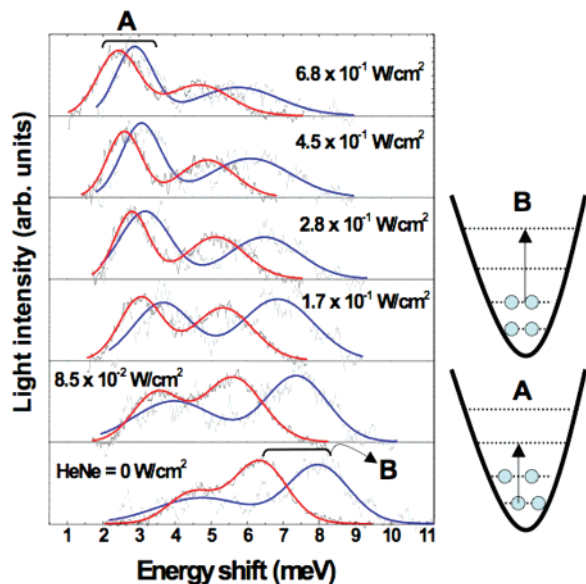 A
6.8 x 10⁻¹ W/cm²
4.5 x 10⁻¹ W/cm²
2.8 x 10⁻¹ W/cm²
1.7 x 10⁻¹ W/cm²
8.5 x 10⁻² W/cm²
HeNe = 0 W/cm²
B
Light intensity (arb. units)
1 2 3 4 5 6 7 8 9 10 11
Energy shift (meV)
B
A